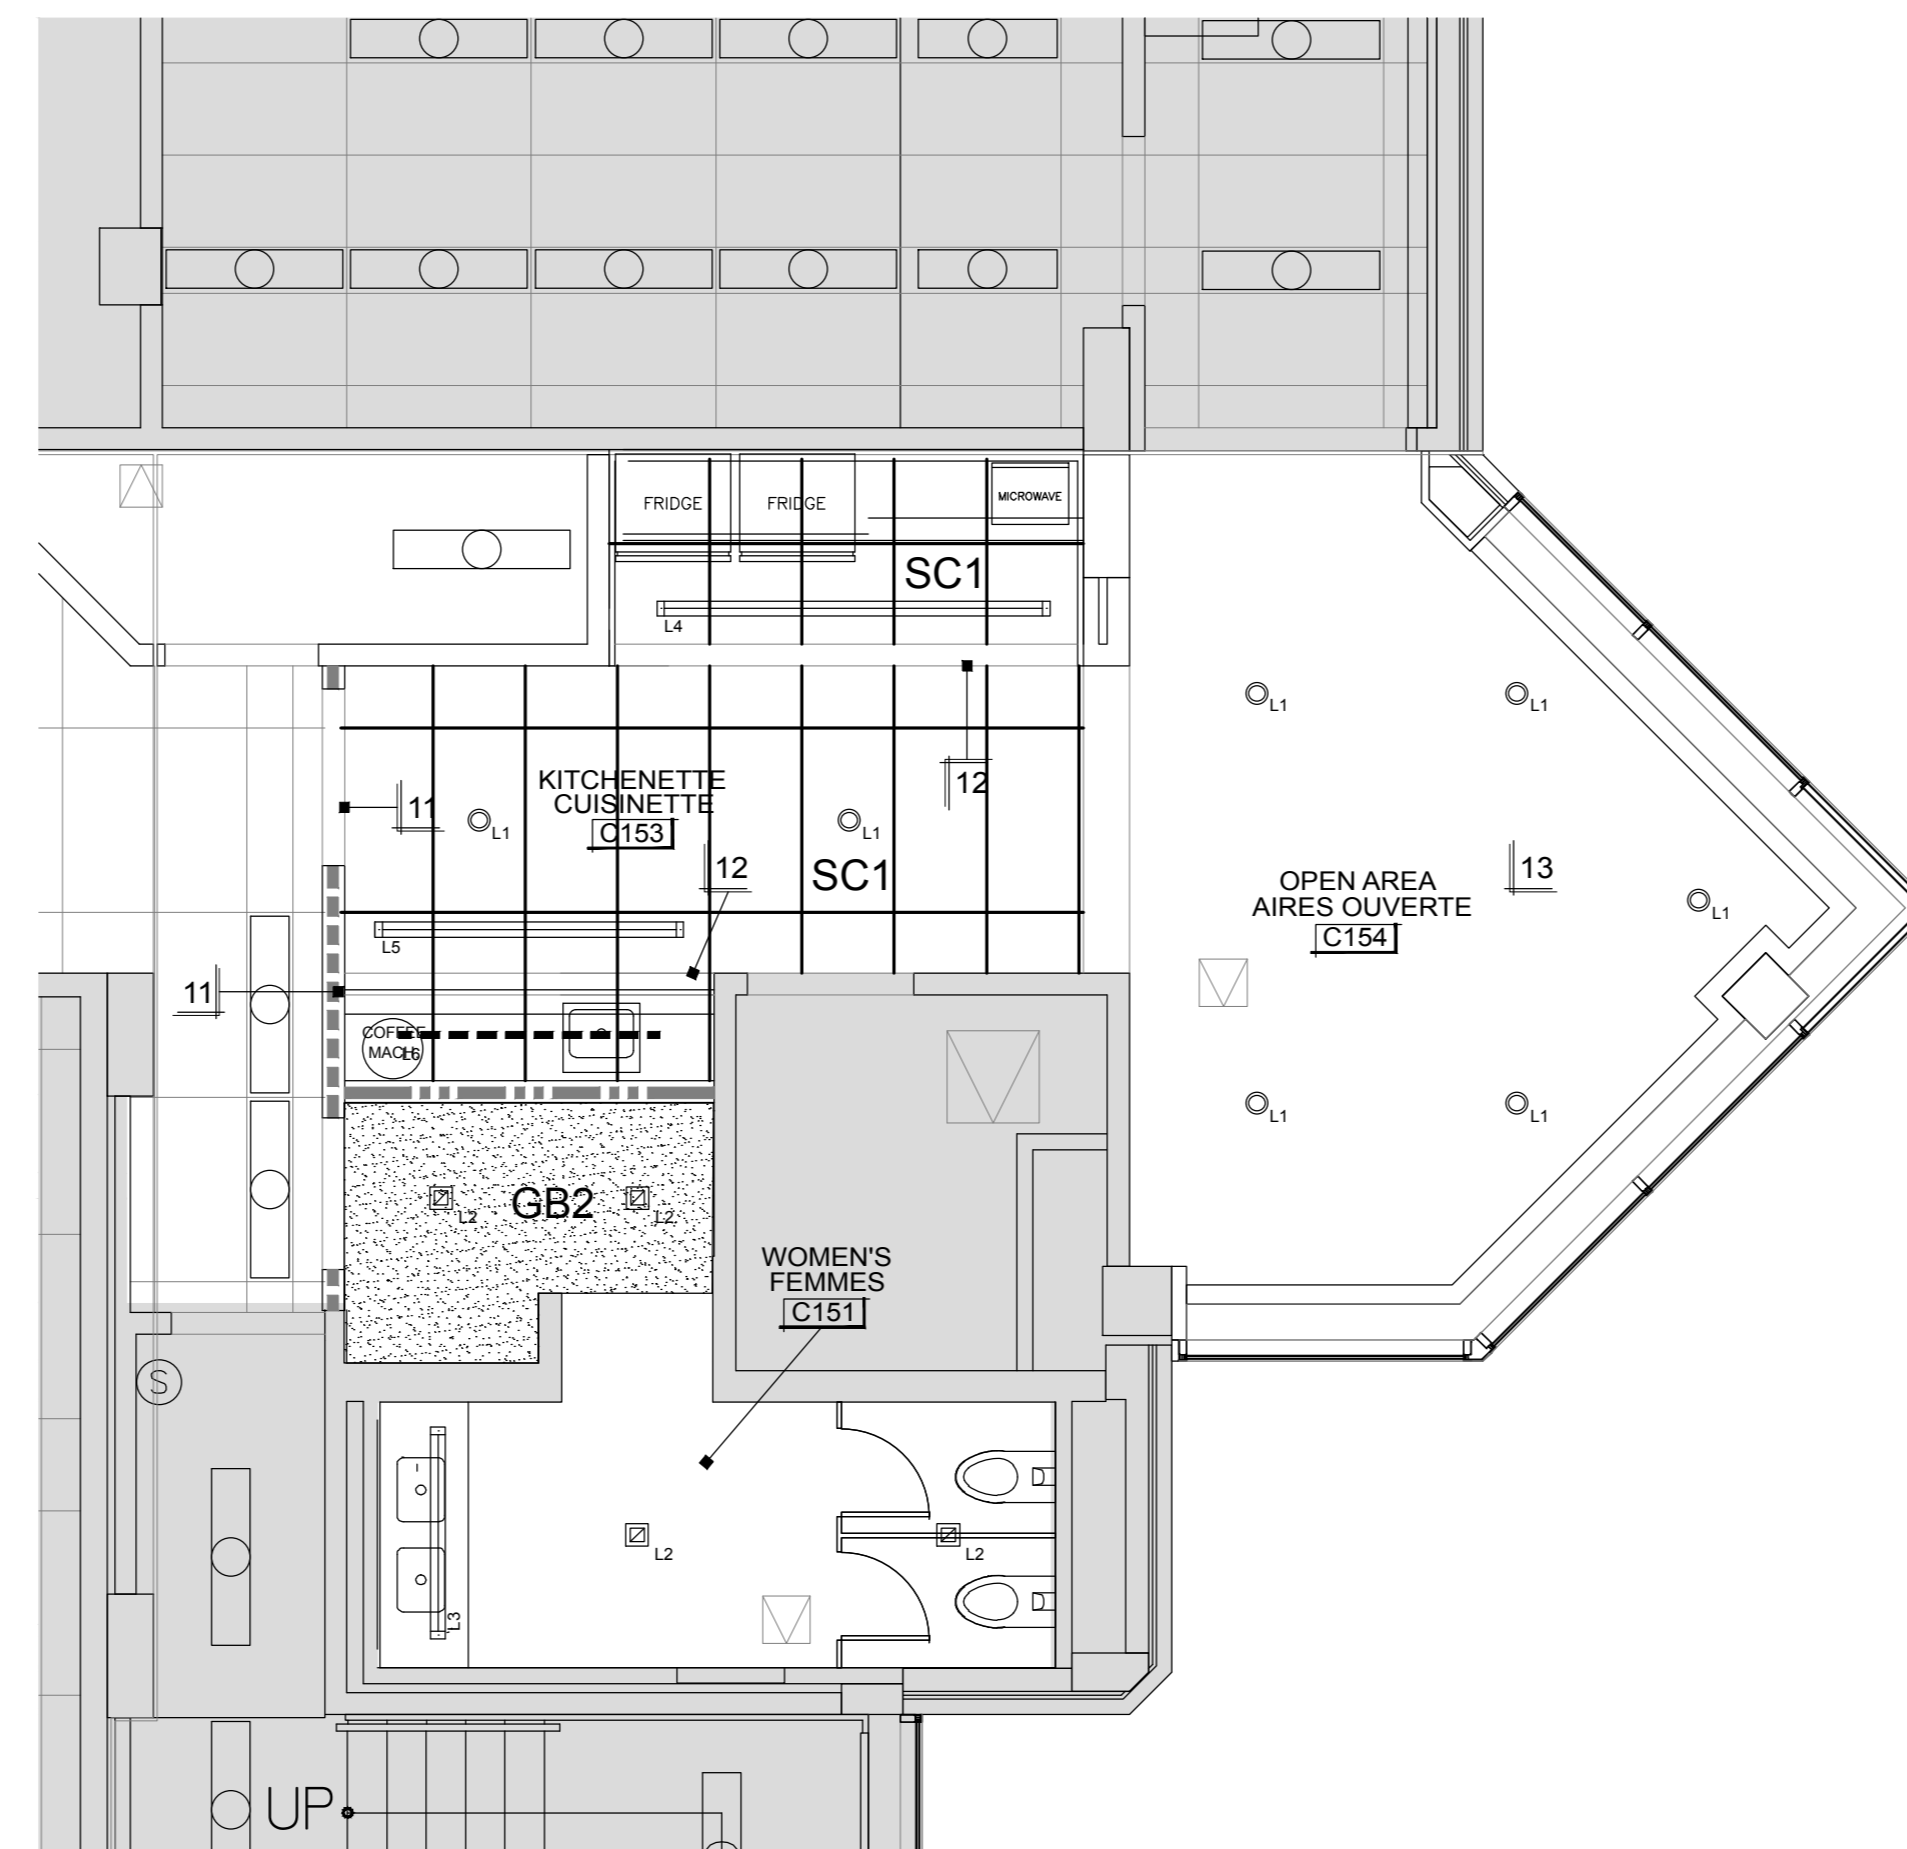 FRIDGE
FRIDGE
MICROWAVE
SC1
L4
L1
L1
KITCHENETTE
CUISINETTE
C153
11
12
L1
L1
12
SC1
13
OPEN AREA
AIRES OUVERTE
C154
L1
L5
11
COFFEE
MACH.
L6
L1
L1
GB2
L2
L2
WOMEN'S
FEMMES
C151
S
L2
L2
L3
UP